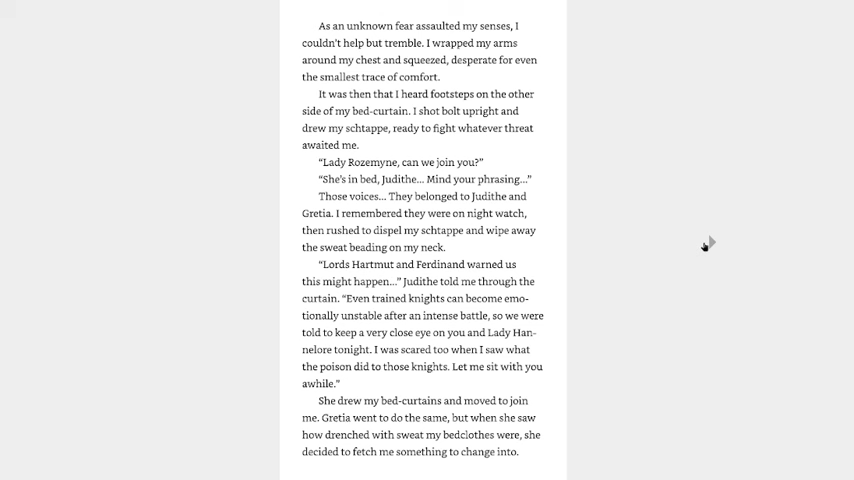 As an unknown fear assaulted my senses, I
couldn't help but tremble. I wrapped my arms
around my chest and squeezed, desperate for even
the smallest trace of comfort.
It was then that I heard footsteps on the other
side of my bed-curtain. I shot bolt upright and
drew my schtappe, ready to fight whatever threat
awaited me.
“Lady Rozemyne, can we join you?”
“She's in bed, Judithe... Mind your phrasing...”
Those voices... They belonged to Judithe and
Gretia. I remembered they were on night watch,
then rushed to dispel my schtappe and wipe away
the sweat beading on my neck.
“Lords Hartmut and Ferdinand warned us
this might happen...” Judithe told me through the
curtain. “Even trained knights can become emo-
tionally unstable after an intense battle, so we were
told to keep a very close eye on you and Lady Han-
nelore tonight. I was scared too when I saw what
the poison did to those knights. Let me sit with you
awhile.”
She drew my bed-curtains and moved to join
me. Gretia went to do the same, but when she saw
how drenched with sweat my bedclothes were, she
decided to fetch me something to change into.